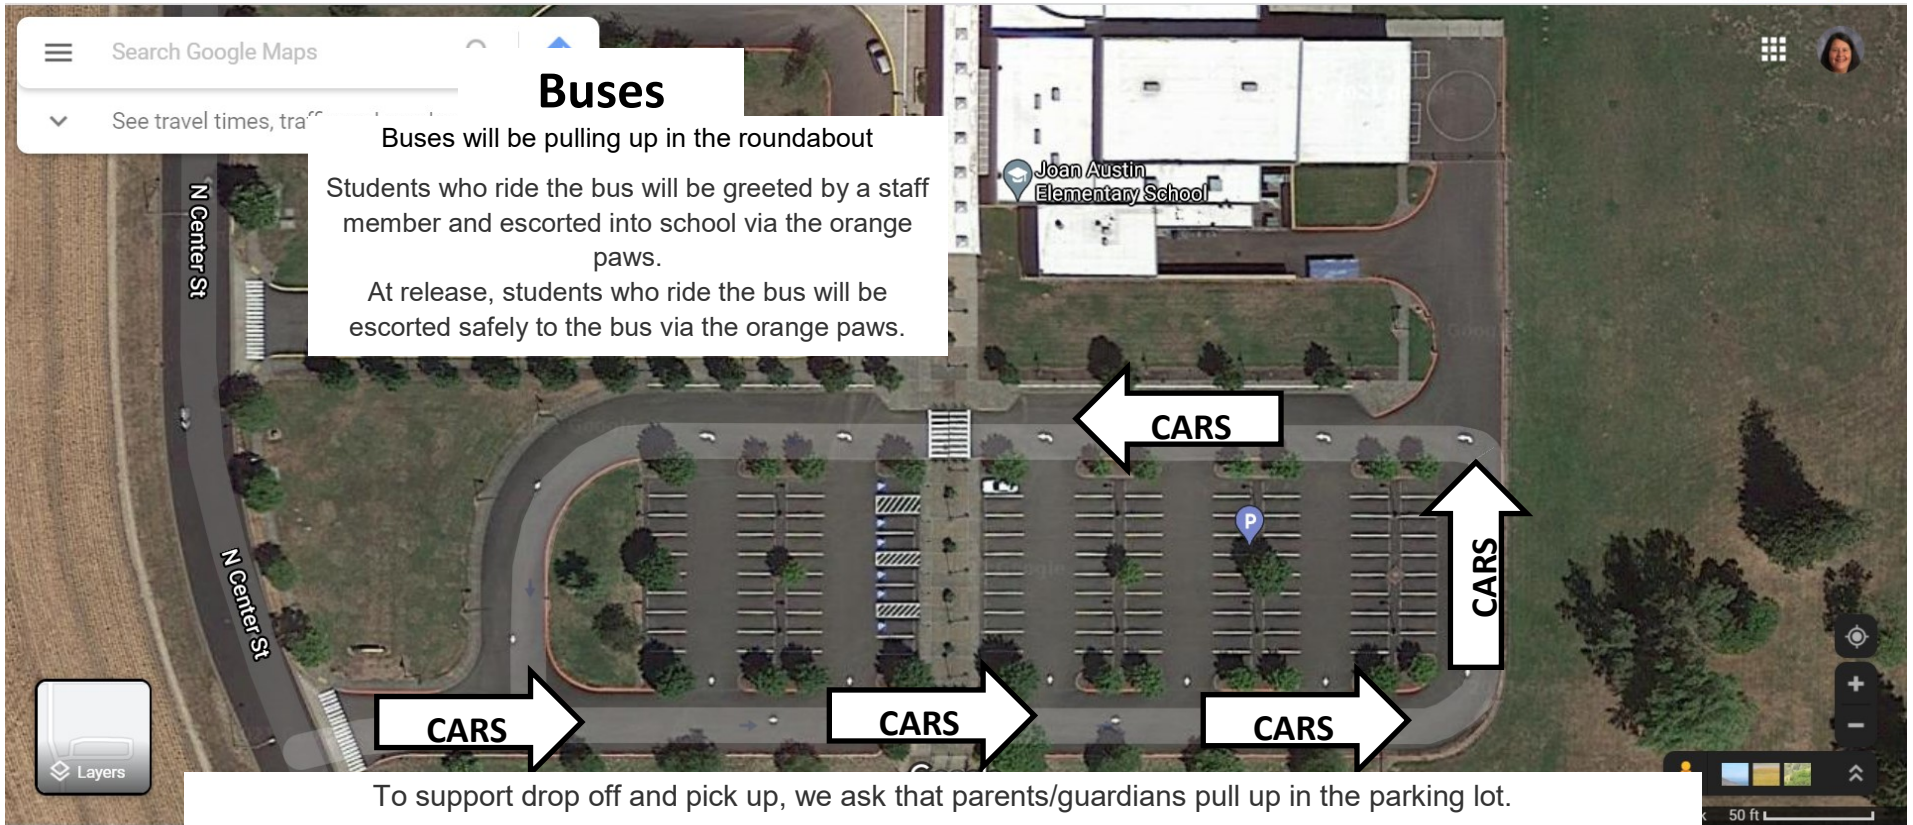 Search Google Maps
See travel times, traff
Buses
Buses will be pulling up in the roundabout
Students who ride the bus will be greeted by a staff
member and escorted into school via the orange
paws.
At release, students who ride the bus will be
escorted safely to the bus via the orange paws.
N Center St
Joan Austin
Elementary School
CARS
P
CARS
N Center St
CARS
CARS
CARS
Layers
Google
To support drop off and pick up, we ask that parents/guardians pull up in the parking lot.
50 ft